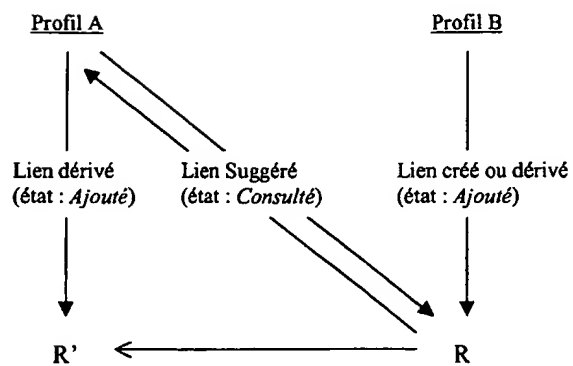 Profil A
Profil B
Lien dérivé
(état : Ajouté)
Lien Suggéré
(état : Consulté)
Lien créé ou dérivé
(état : Ajouté)
R'
R